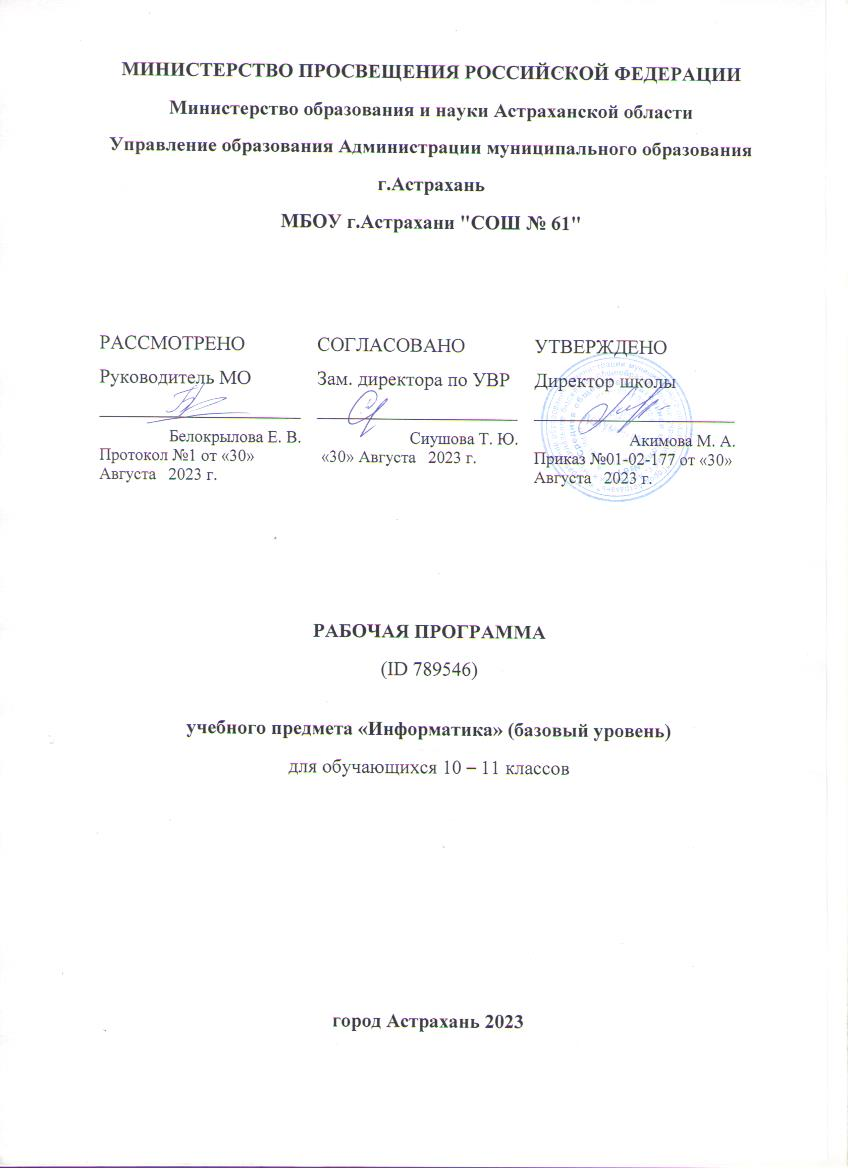 МИНИСТЕРСТВО ПРОСВЕЩЕНИЯ РОССИЙСКОЙ ФЕДЕРАЦИИ
Министерство образования и науки Астраханской области
Управление образования Администрации муниципального образования
г.Астрахань
МБОУ г.Астрахани "СОШ № 61"
РАССМОТРЕНО
Руководитель МО
Белокрылова Е. В.
Протокол №1 от «30»
Августа 2023 г.
СОГЛАСОВАНО
Зам. директора по УВР
Сиушова Т. Ю.
«30» Августа 2023 г.
УТВЕРЖДЕНО
Директор школы
Акимова М. А.
Приказ №01-02-177 от «30»
Августа 2023 г.
РАБОЧАЯ ПРОГРАММА
(ID 789546)
учебного предмета «Информатика» (базовый уровень)
для обучающихся 10 – 11 классов
город Астрахань 2023